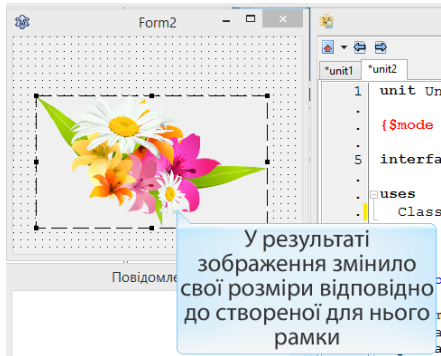 Form2
*unit1 *unit2
1 unit Un
{$mode
5 interfa
uses
Class
Повідомле
У результаті
зображення змінило
свої розміри відповідно
до створеної для нього
рамки